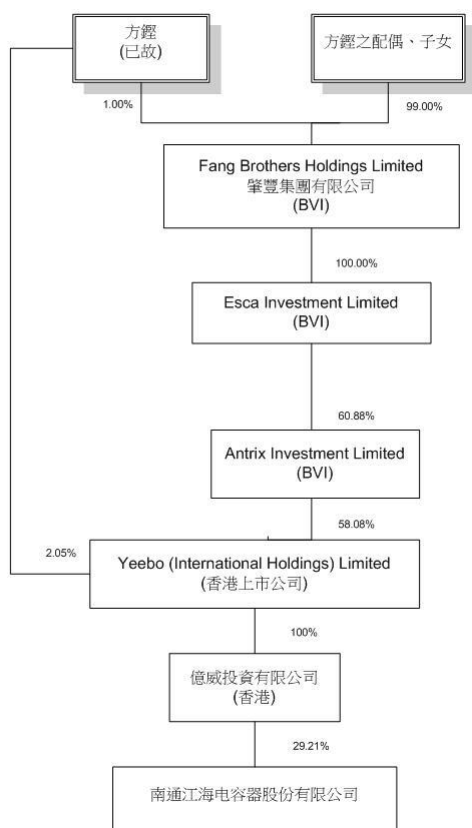 方鏗
(已故)
方鏗之配偶、子女
1.00%
99.00%
Fang Brothers Holdings Limited
肇豐集團有限公司
(BVI)
100.00%
Esca Investment Limited
(BVI)
60.88%
Antrix Investment Limited
(BVI)
58.08%
2.05%
Yeebo (International Holdings) Limited
(香港上市公司)
100%
億威投資有限公司
(香港)
29.21%
南通江海电容器股份有限公司